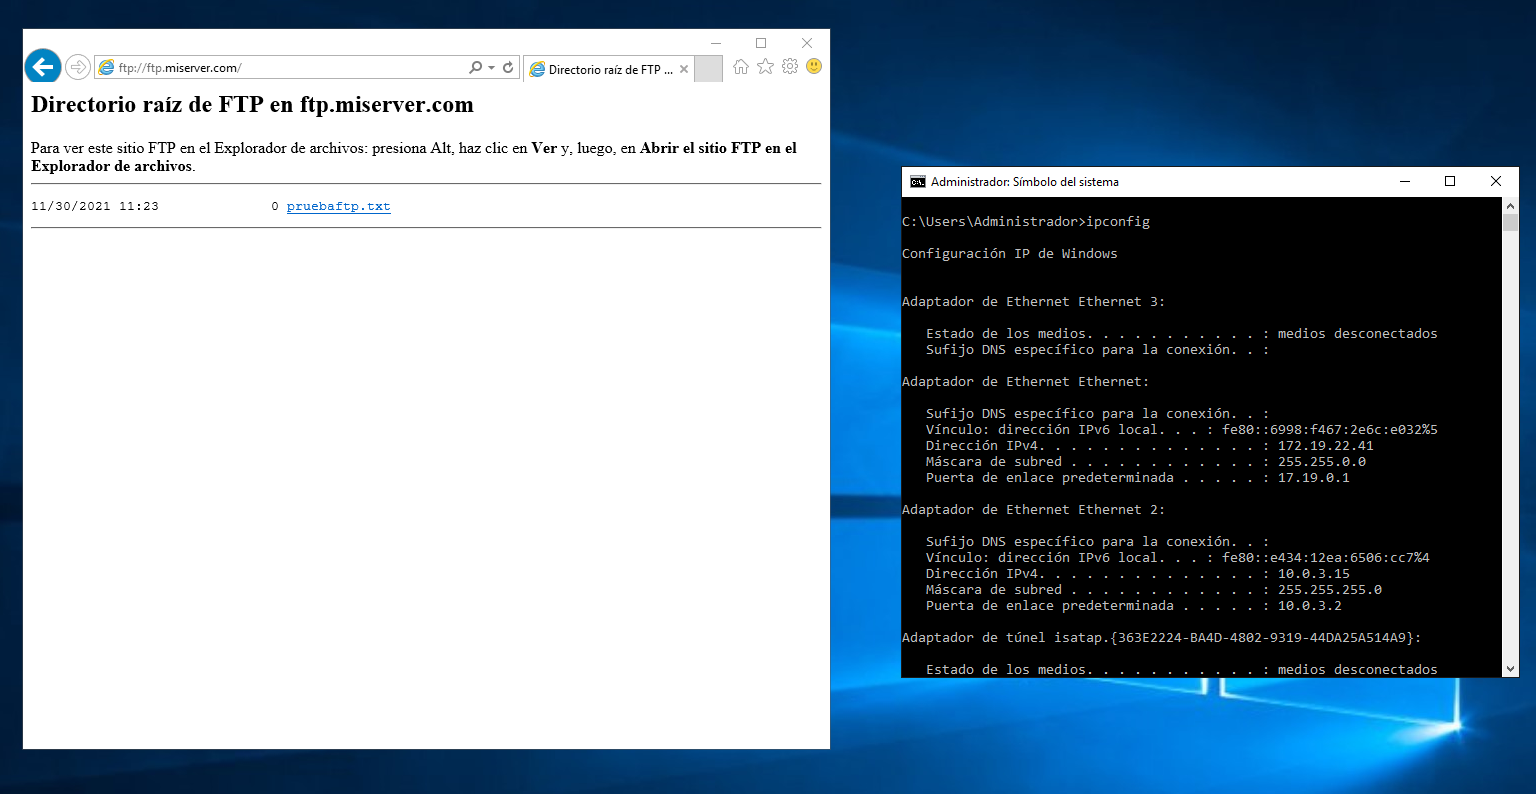 ftp://ftp.miserver.com/
Directorio raíz de FTP ...
Directorio raíz de FTP en ftp.miserver.com
Para ver este sitio FTP en el Explorador de archivos: presiona Alt, haz clic en Ver y, luego, en Abrir el sitio FTP en el
Explorador de archivos.
11/30/2021 11:23 0 pruebaftp.txt
Administrador: Símbolo del sistema
C:\Users\Administrador>ipconfig
Configuración IP de Windows
Adaptador de Ethernet Ethernet 3:
Estado de los medios. . . . . . . . . . . : medios desconectados
Sufijo DNS específico para la conexión. . :
Adaptador de Ethernet Ethernet:
Sufijo DNS específico para la conexión. . :
Vínculo: dirección IPv6 local. . . : fe80::6998:f467:2e6c:e032%5
Dirección IPv4. . . . . . . . . . . . . . : 172.19.22.41
Máscara de subred . . . . . . . . . . . . : 255.255.0.0
Puerta de enlace predeterminada . . . . . : 17.19.0.1
Adaptador de Ethernet Ethernet 2:
Sufijo DNS específico para la conexión. . :
Vínculo: dirección IPv6 local. . . : fe80::e434:12ea:6506:cc7%4
Dirección IPv4. . . . . . . . . . . . . . : 10.0.3.15
Máscara de subred . . . . . . . . . . . . : 255.255.255.0
Puerta de enlace predeterminada . . . . . : 10.0.3.2
Adaptador de túnel isatap.{363E2224-BA4D-4802-9319-44DA25A514A9}:
Estado de los medios. . . . . . . . . . . : medios desconectados